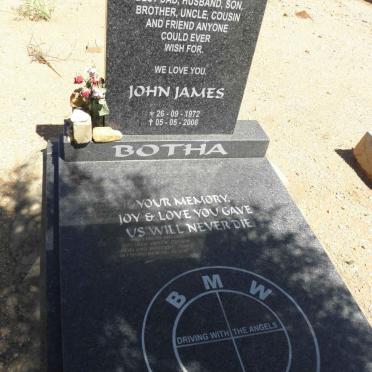 BEST DAD, HUSBAND, SON,
BROTHER, UNCLE, COUSIN
AND FRIEND ANYONE
COULD EVER
WISH FOR.
WE LOVE YOU.
JOHN JAMES
* 26 - 09 - 1972
✝ 05 - 05 - 2006
BOTHA
YOUR MEMORY,
JOY & LOVE YOU GAVE
US WILL NEVER DIE
BMW
DRIVING WITH THE ANGELS